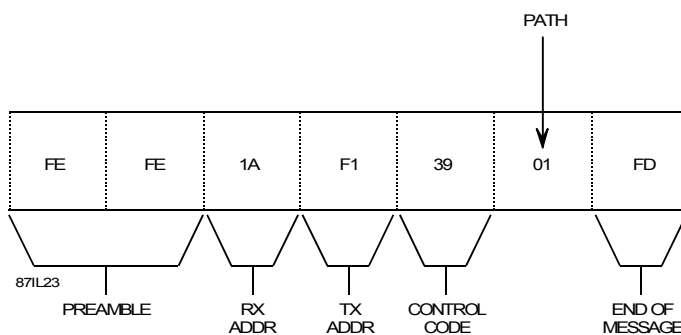 PATH
FE FE 1A F1 39 01 FD
87IL23
PREAMBLE RX ADDR TX ADDR CONTROL CODE END OF MESSAGE